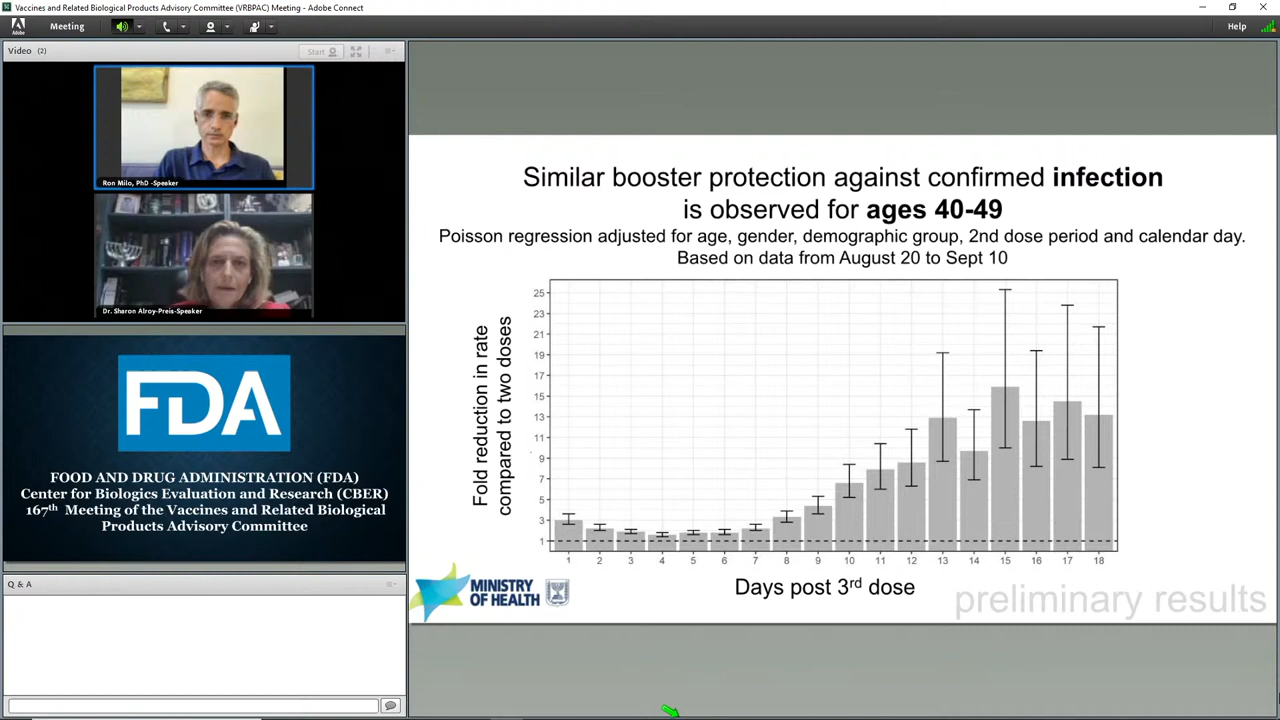 Vaccines and Related Biological Products Advisory Committee (VRBPAC) Meeting - Adobe Connect
Meeting
Help
Video (2)
Start
Ron Milo, PhD -Speaker
Dr. Sharon Alroy-Preis-Speaker
FDA
FOOD AND DRUG ADMINISTRATION (FDA)
Center for Biologics Evaluation and Research (CBER)
167th Meeting of the Vaccines and Related Biological
Products Advisory Committee
Q & A
Similar booster protection against confirmed infection
is observed for ages 40-49
Poisson regression adjusted for age, gender, demographic group, 2nd dose period and calendar day.
Based on data from August 20 to Sept 10
Fold reduction in rate
compared to two doses
25
23
21
19
17
15
13
11
9
7
5
3
1
1 2 3 4 5 6 7 8 9 10 11 12 13 14 15 16 17 18
Days post 3rd dose
MINISTRY
OF HEALTH
preliminary results